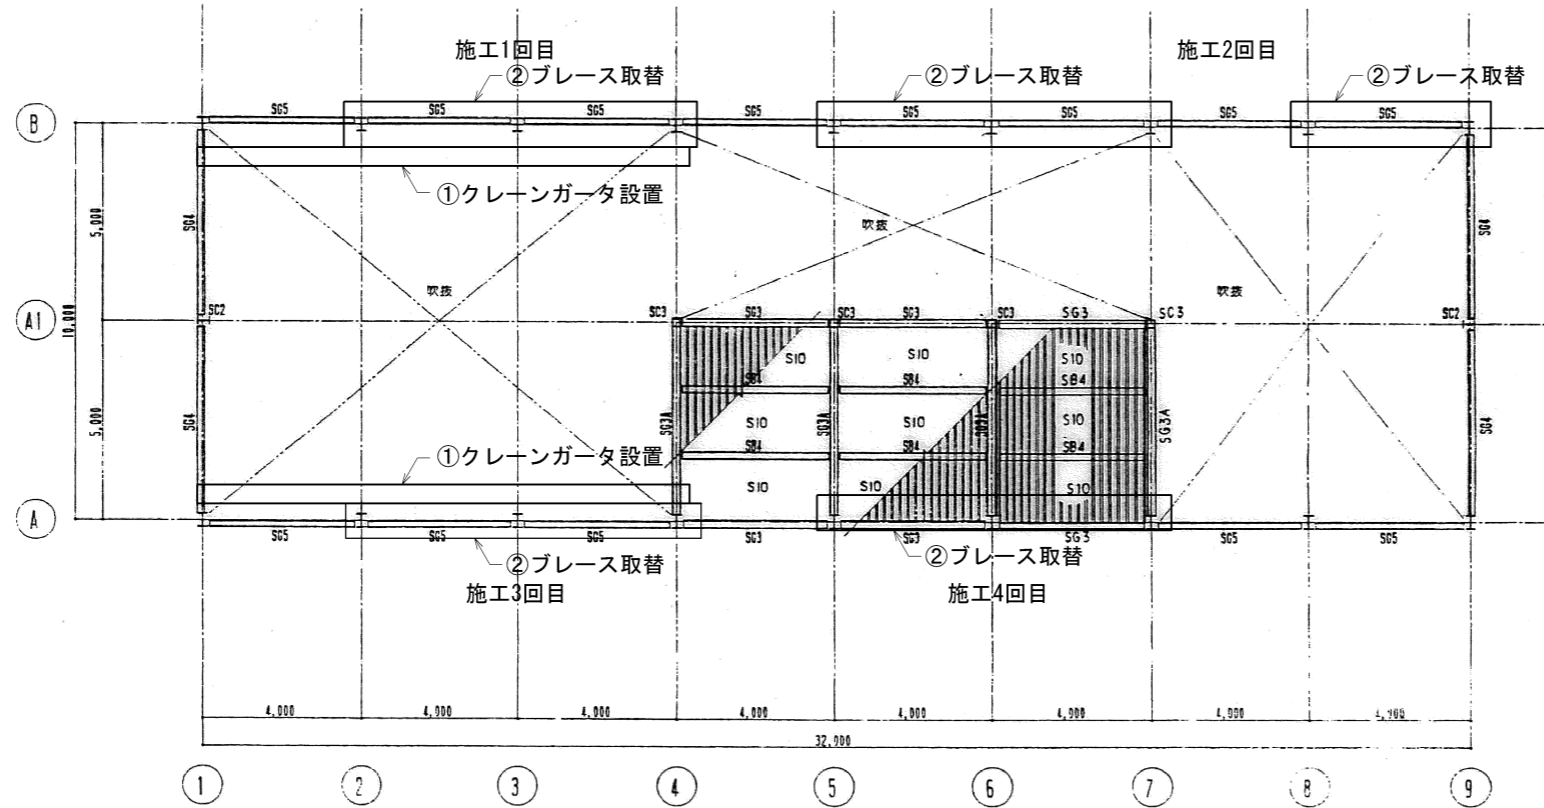 施工1回目
施工2回目
②ブレース取替
②ブレース取替
②ブレース取替
B
SG5
SG5
SG5
SG5
SG5
SG5
SG5
SG5
①クレーンガータ設置
SG4
SG4
5,000
吹抜
吹抜
吹抜
10,000
A1
SC2
SC3
SG3
SC3
SG3
SC3
SG3
SC3
SC2
S10
S10
S10
SB4
SB4
SB4
SG4
5,000
SG3A
S10
SG3A
S10
SG3A
S10
SG3A
SG4
SB4
SB4
SB4
①クレーンガータ設置
S10
S10
S10
A
SG5
SG5
SG5
SG3
SG3
SG3
SG5
SG5
②ブレース取替
②ブレース取替
施工3回目
施工4回目
4,000
4,000
4,000
4,000
4,000
4,000
4,000
4,000
32,000
1
2
3
4
5
6
7
8
9